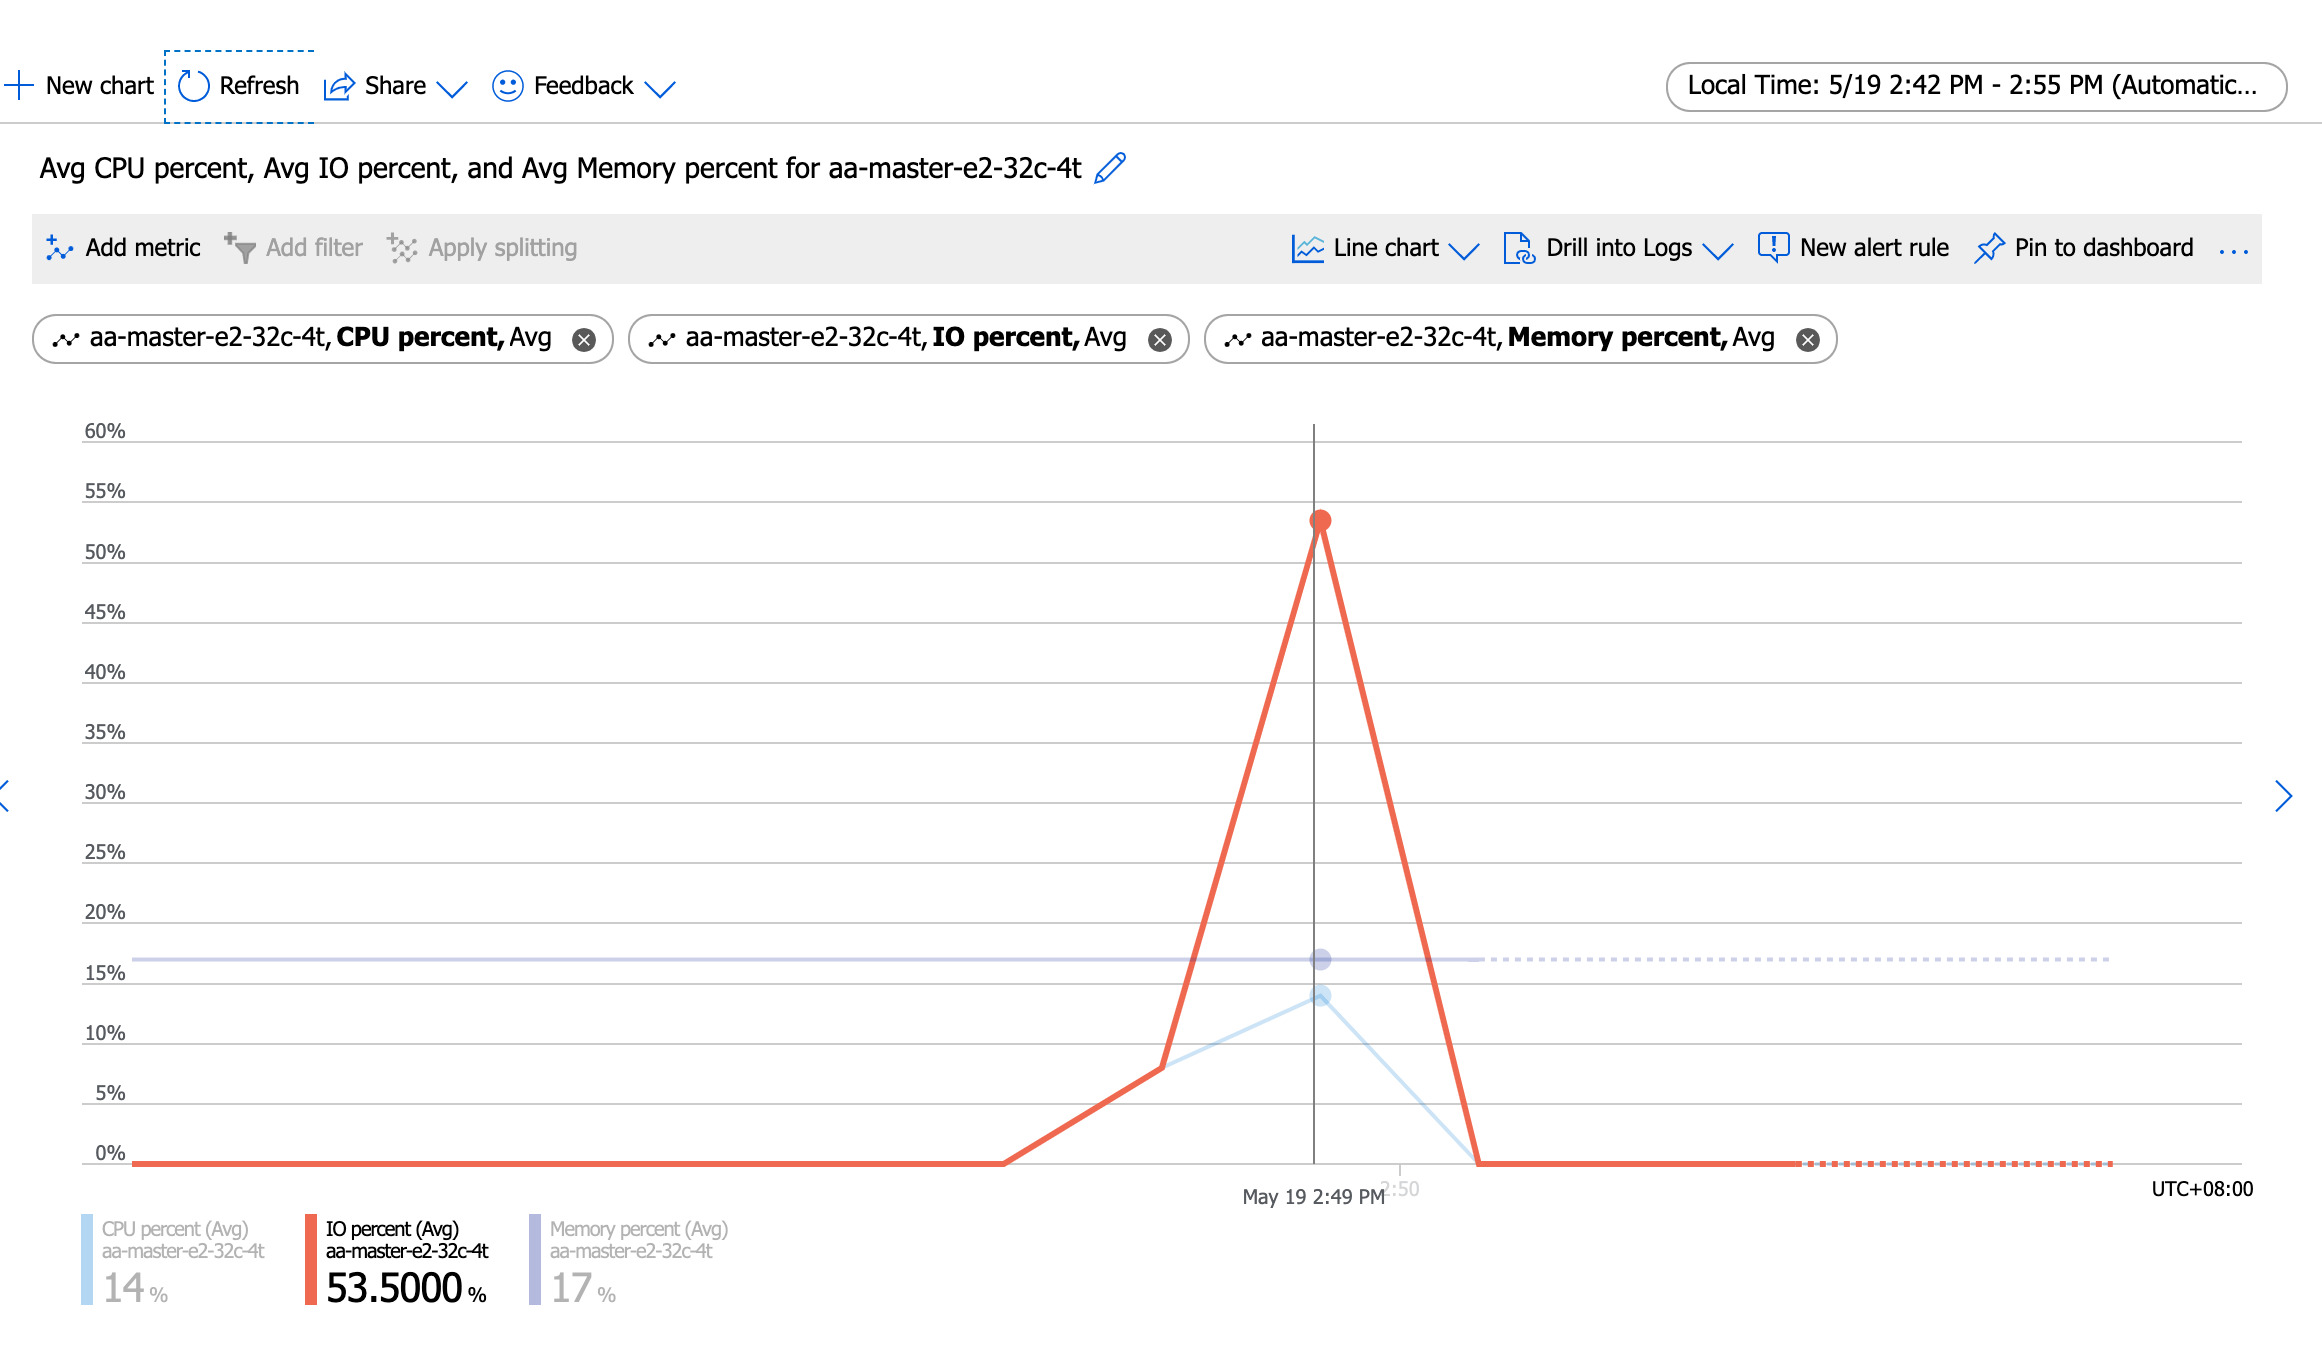 New chart Refresh Share Feedback Local Time: 5/19 2:42 PM - 2:55 PM (Automatic...
Avg CPU percent, Avg IO percent, and Avg Memory percent for aa-master-e2-32c-4t
Add metric Add filter Apply splitting Line chart Drill into Logs New alert rule Pin to dashboard ...
aa-master-e2-32c-4t, CPU percent, Avg aa-master-e2-32c-4t, IO percent, Avg aa-master-e2-32c-4t, Memory percent, Avg
60%
55%
50%
45%
40%
35%
30%
25%
20%
15%
10%
5%
0%
May 19 2:49 PM 2:50 UTC+08:00
CPU percent (Avg) IO percent (Avg) Memory percent (Avg)
aa-master-e2-32c-4t aa-master-e2-32c-4t aa-master-e2-32c-4t
14 % 53.5000 % 17 %